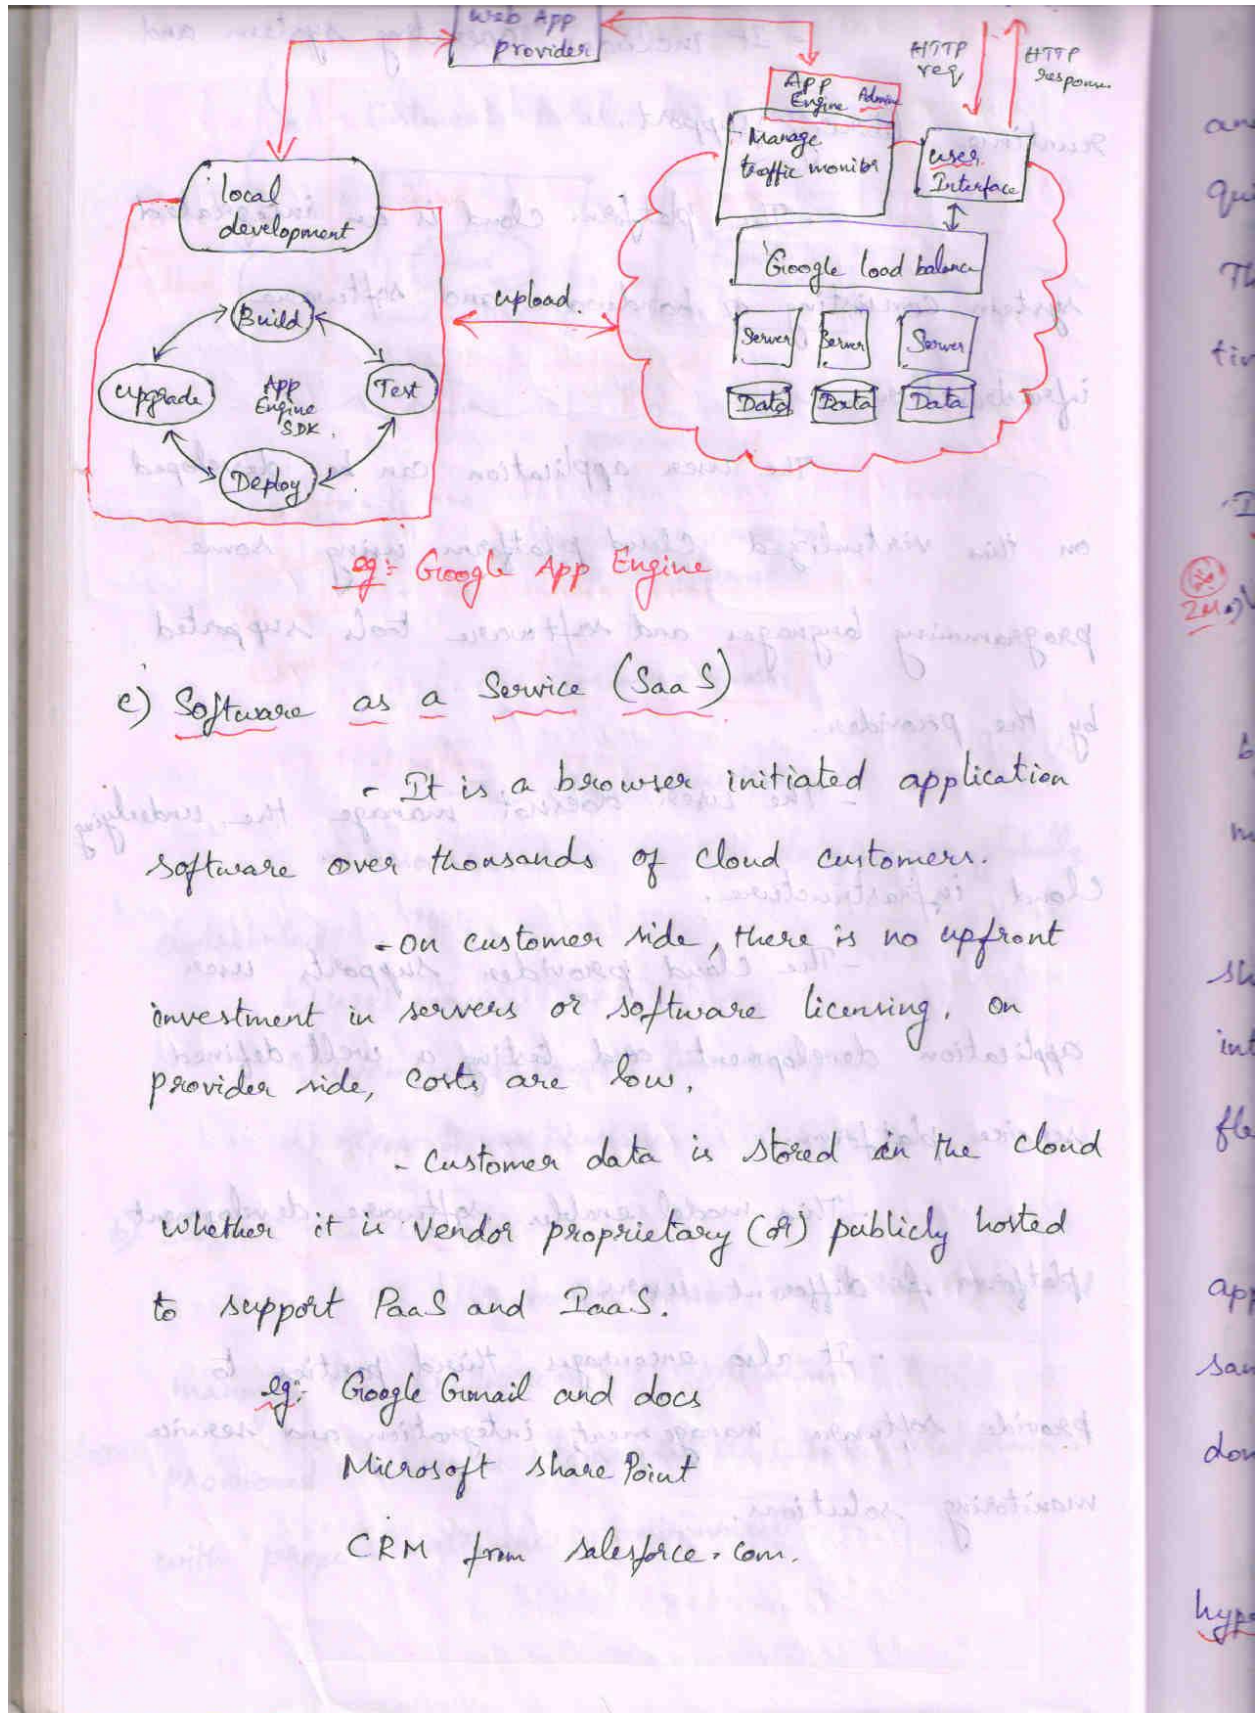 Web App
provider
HTTP
req
HTTP
response
App
Engine Admin
Manage
traffic monitor
user
Interface
local
development
Google load balance
upload.
Build
Server
Server
Server
Upgrade
App
Engine
SDK.
Test
Data
Data
Data
Deploy
eg:- Google App Engine
c) Software as a Service (SaaS)
- It is a browser initiated application
software over thousands of cloud customers.
- On customer side, there is no upfront
investment in servers or software licensing. On
provider side, costs are low.
- Customer data is stored in the cloud
whether it is vendor proprietary (or) publicly hosted
to support PaaS and IaaS.
eg:- Google Gmail and docs
Microsoft share Point
CRM from salesforce.com.